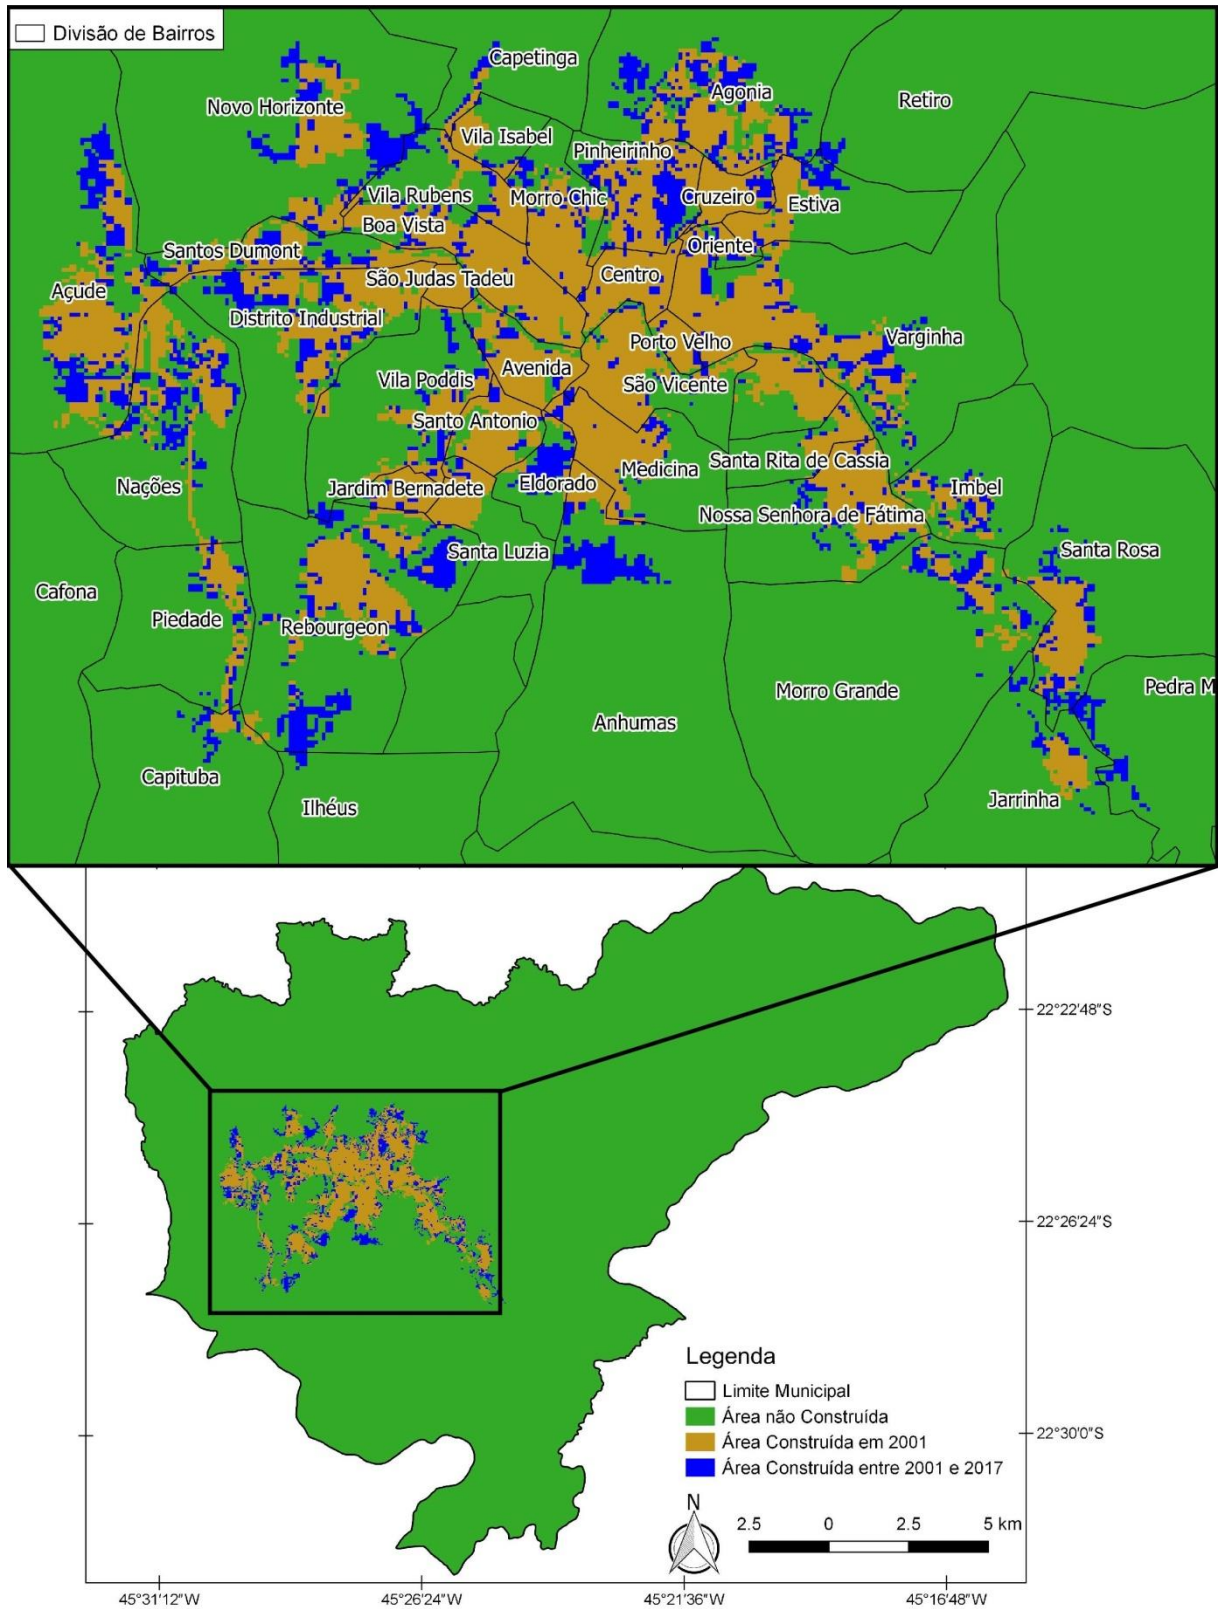 Divisão de Bairros
Capetinga
Agonia
Retiro
Novo Horizonte
Vila Isabel
Pinheirinho
Vila Rubens
Morro Chic
Cruzeiro
Estiva
Boa Vista
Oriente
Santos Dumont
São Judas Tadeu
Centro
Açude
Distrito Industrial
Porto Velho
Varginha
Avenida
São Vicente
Vila Poddis
Santo Antonio
Santa Rita de Cassia
Medicina
Nações
Jardim Bernadete
Eldorado
Imbel
Nossa Senhora de Fátima
Santa Luzia
Santa Rosa
Cafona
Piedade
Rebourgeon
Pedra M
Morro Grande
Anhumas
Capituba
Ilhéus
Jarrinha
22°22'48"S
22°26'24"S
22°30'0"S
Legenda
Limite Municipal
Área não Construída
Área Construída em 2001
Área Construída entre 2001 e 2017
N
2.5 0 2.5 5 km
45°31'12"W 45°26'24"W 45°21'36"W 45°16'48"W